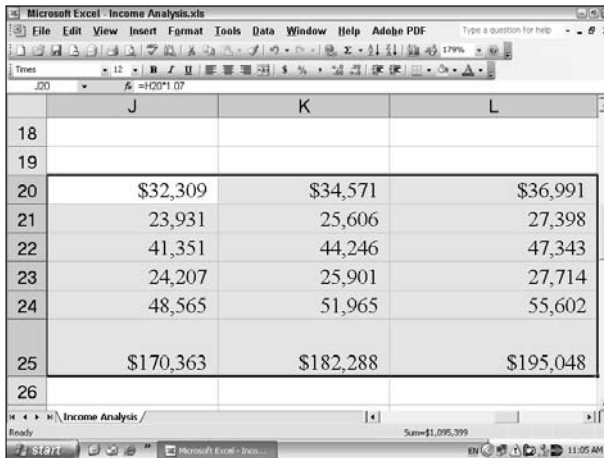 Microsoft Excel - Income Analysis.xls
File Edit View Insert Format Tools Data Window Help Adobe PDF Type a question for help
179%
Times 12 B I U $ % ,
J20 fx =H20*1.07
J K L
18
19
20 $32,309 $34,571 $36,991
21 23,931 25,606 27,398
22 41,351 44,246 47,343
23 24,207 25,901 27,714
24 48,565 51,965 55,602
25 $170,363 $182,288 $195,048
26
Income Analysis
Ready Sum=$1,095,399
start Microsoft Excel - Inco... EN 11:05 AM